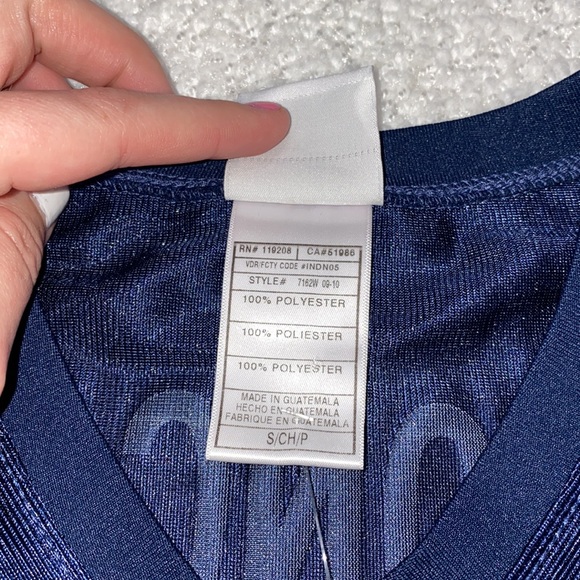 RN# 119208 CA#51986
VDR/FCTY CODE #INDN05
STYLE# 7162W 09-10
100% POLYESTER
100% POLIESTER
100% POLYESTER
MADE IN GUATEMALA
HECHO EN GUATEMALA
FABRIQUE EN GUATEMALA
S/CH/P